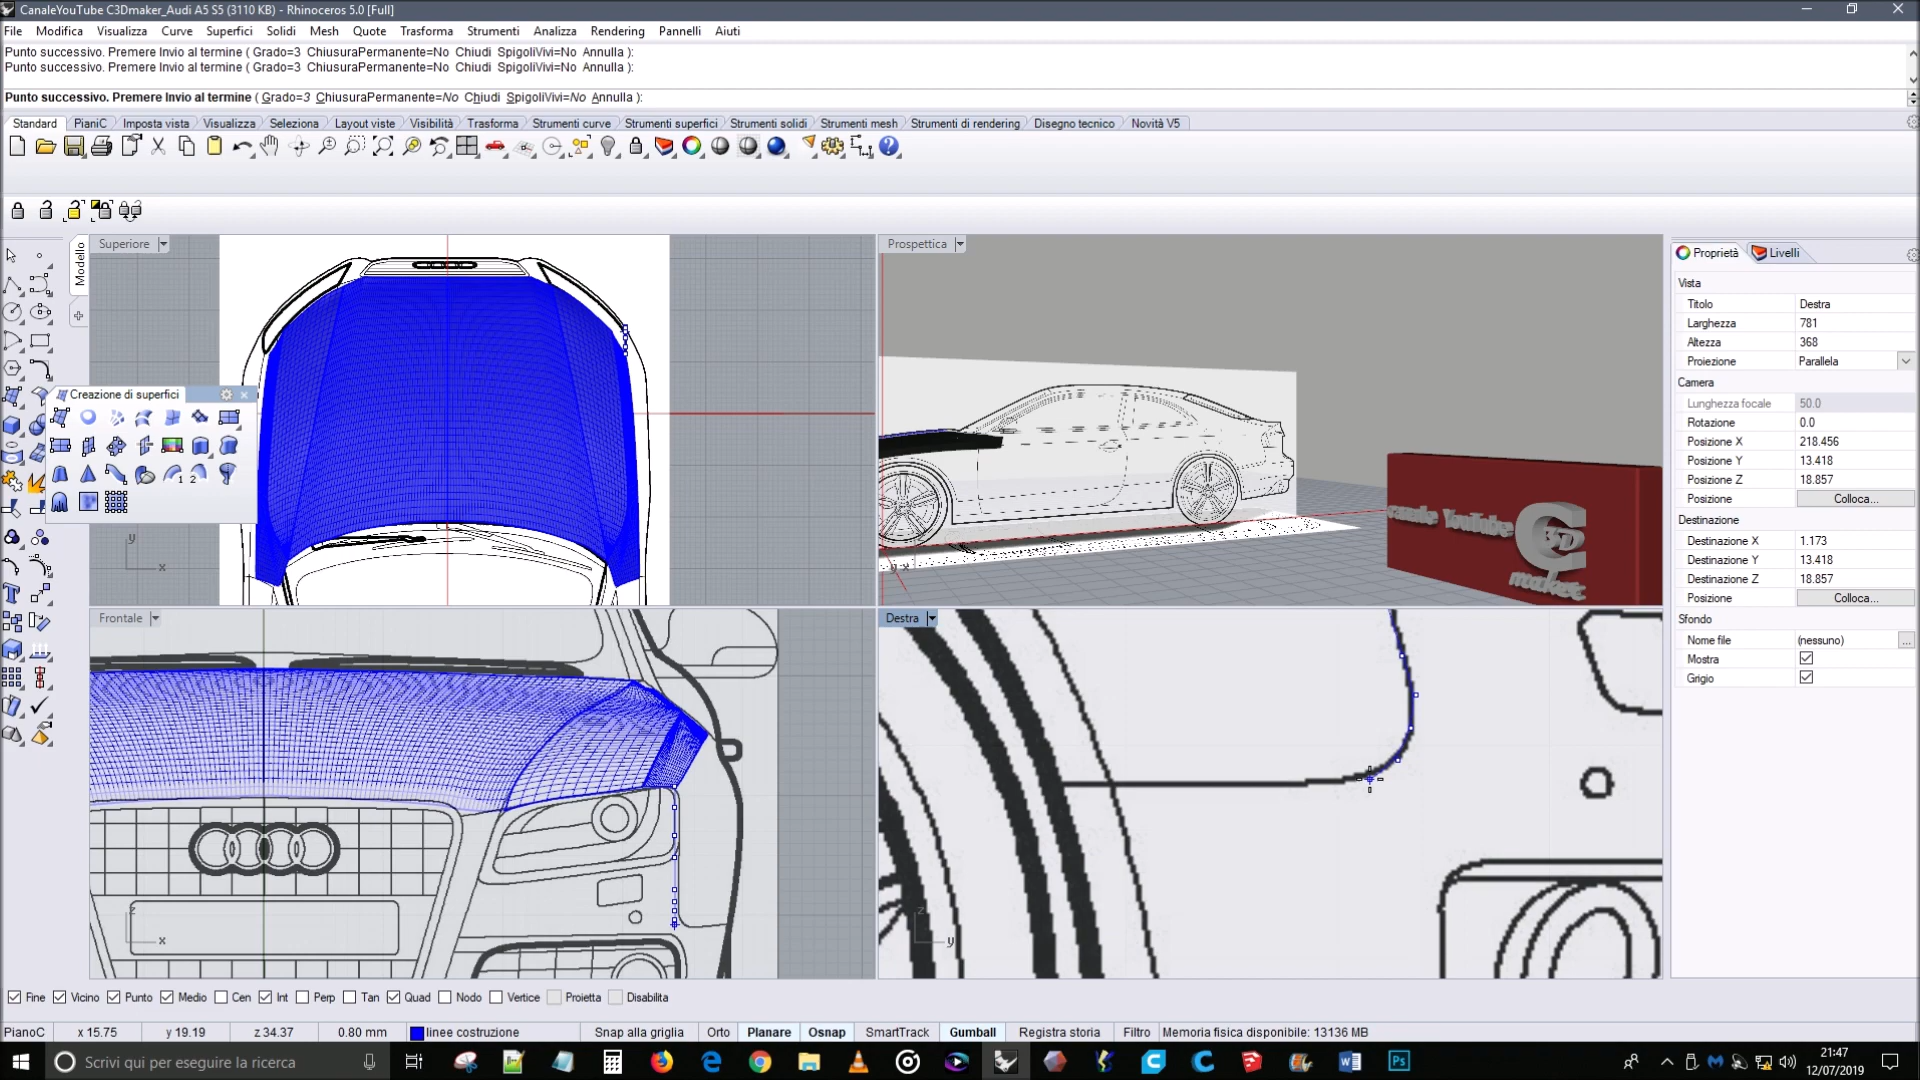 CanaleYouTube C3Dmaker_Audi A5 S5 (3110 KB) - Rhinoceros 5.0 [Full]
File Modifica Visualizza Curve Superfici Solidi Mesh Quote Trasforma Strumenti Analizza Rendering Pannelli Aiuti
Punto successivo. Premere Invio al termine ( Grado=3 ChiusuraPermanente=No Chiudi SpigoliVivi=No Annulla ):
Punto successivo. Premere Invio al termine ( Grado=3 ChiusuraPermanente=No Chiudi SpigoliVivi=No Annulla ):
Punto successivo. Premere Invio al termine ( Grado=3 ChiusuraPermanente=No Chiudi SpigoliVivi=No Annulla ):
Standard PianiC Imposta vista Visualizza Seleziona Layout viste Visibilità Trasforma Strumenti curve Strumenti superfici Strumenti solidi Strumenti mesh Strumenti di rendering Disegno tecnico Novità V5
Modello
Superiore
Prospettica
Creazione di superfici
1 2
y
x
canale YouTube
C
3D
maker
y x
Frontale
Destra
z
x
z
y
Proprietà Livelli
Vista
Titolo Destra
Larghezza 781
Altezza 368
Proiezione Parallela
Camera
Lunghezza focale 50.0
Rotazione 0.0
Posizione X 218.456
Posizione Y 13.418
Posizione Z 18.857
Posizione Colloca...
Destinazione
Destinazione X 1.173
Destinazione Y 13.418
Destinazione Z 18.857
Posizione Colloca...
Sfondo
Nome file (nessuno) ...
Mostra
Grigio
Fine Vicino Punto Medio Cen Int Perp Tan Quad Nodo Vertice Proietta Disabilita
PianoC x 15.75 y 19.19 z 34.37 0.80 mm linee costruzione Snap alla griglia Orto Planare Osnap SmartTrack Gumball Registra storia Filtro Memoria fisica disponibile: 13136 MB
Scrivi qui per eseguire la ricerca
Ps
21:47
12/07/2019